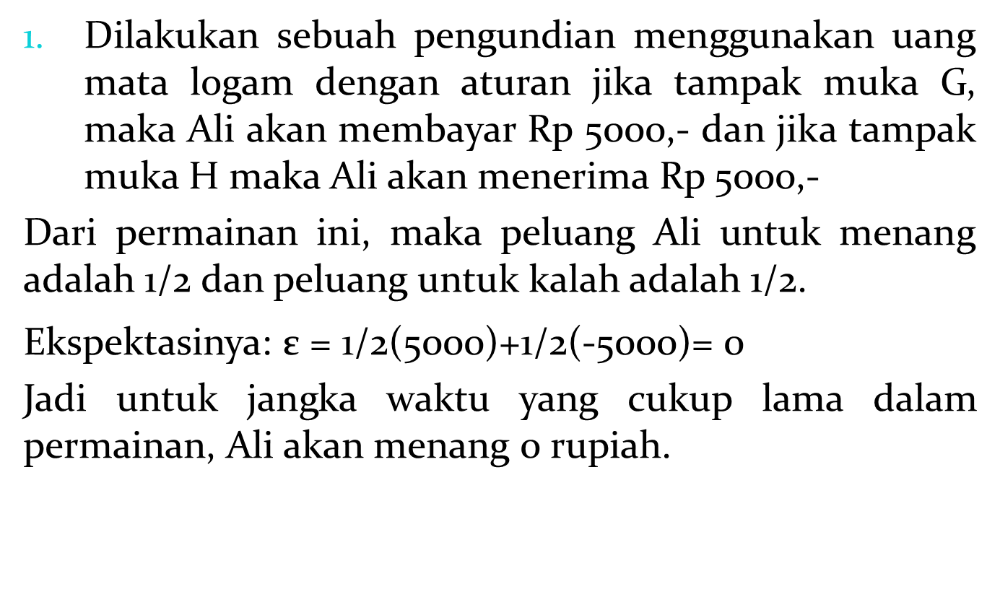 1. Dilakukan sebuah pengundian menggunakan uang
mata logam dengan aturan jika tampak muka G,
maka Ali akan membayar Rp 5000,- dan jika tampak
muka H maka Ali akan menerima Rp 5000,-
Dari permainan ini, maka peluang Ali untuk menang
adalah 1/2 dan peluang untuk kalah adalah 1/2.
Ekspektasinya: ε = 1/2(5000)+1/2(-5000)= 0
Jadi untuk jangka waktu yang cukup lama dalam
permainan, Ali akan menang 0 rupiah.